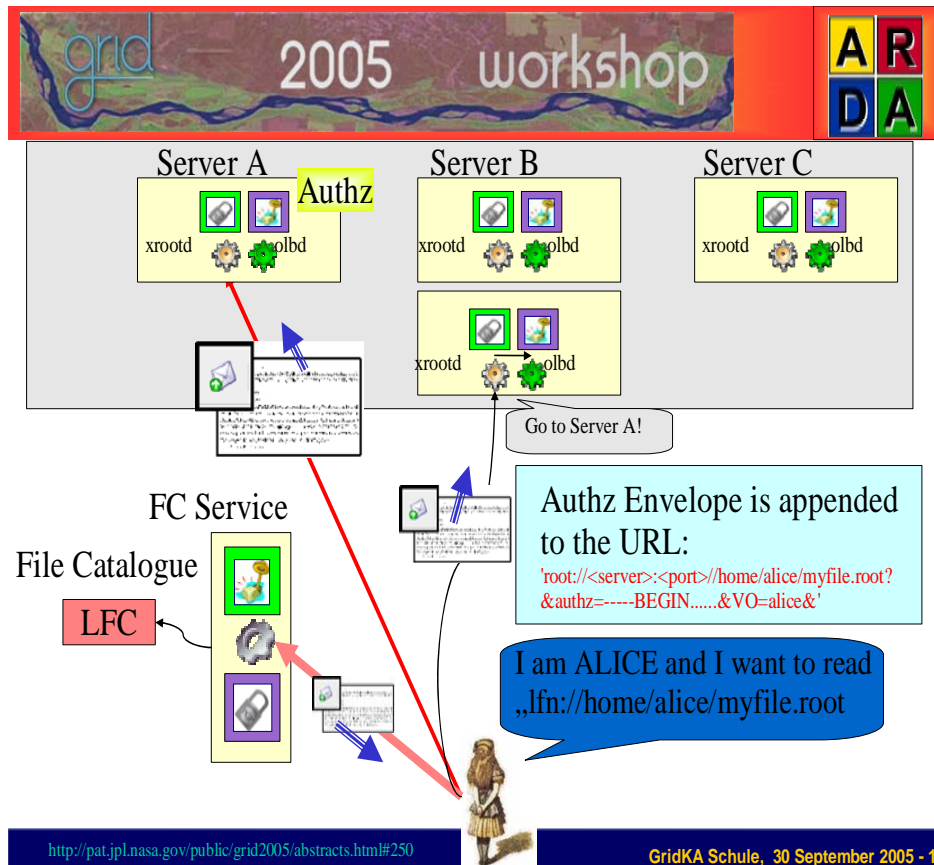 grid 2005 workshop
A R
D A
Server A
Server B
Server C
Authz
xrootd olbd
xrootd olbd
xrootd olbd
xrootd olbd
Go to Server A!
FC Service
File Catalogue
LFC
Authz Envelope is appended
to the URL:
'root://<server>:<port>//home/alice/myfile.root?
&authz=-----BEGIN......&VO=alice&'
I am ALICE and I want to read
„lfn://home/alice/myfile.root
http://pat.jpl.nasa.gov/public/grid2005/abstracts.html#250
GridKA Schule, 30 September 2005 - 1